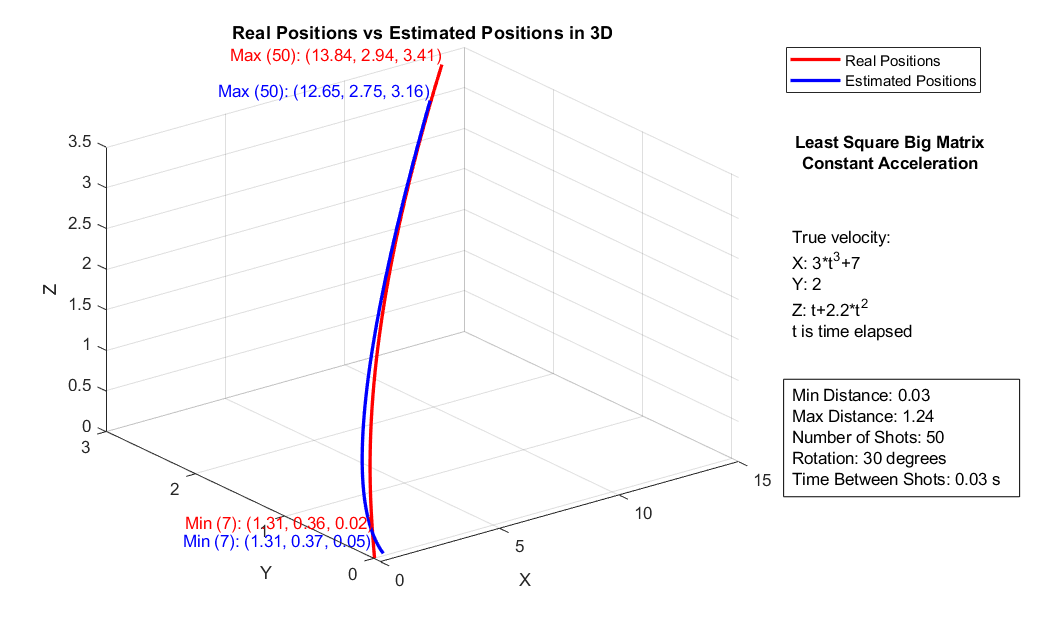 Real Positions vs Estimated Positions in 3D
Max (50): (13.84, 2.94, 3.41)
Max (50): (12.65, 2.75, 3.16)
Real Positions
Estimated Positions
Least Square Big Matrix
Constant Acceleration
True velocity:
X: 3*t³+7
Y: 2
Z: t+2.2*t²
t is time elapsed
Min Distance: 0.03
Max Distance: 1.24
Number of Shots: 50
Rotation: 30 degrees
Time Between Shots: 0.03 s
3.5
3
2.5
2
1.5
1
0.5
0
Z
3
2
1
0
Y
Min (7): (1.31, 0.36, 0.02)
Min (7): (1.31, 0.37, 0.05)
0
5
10
15
X